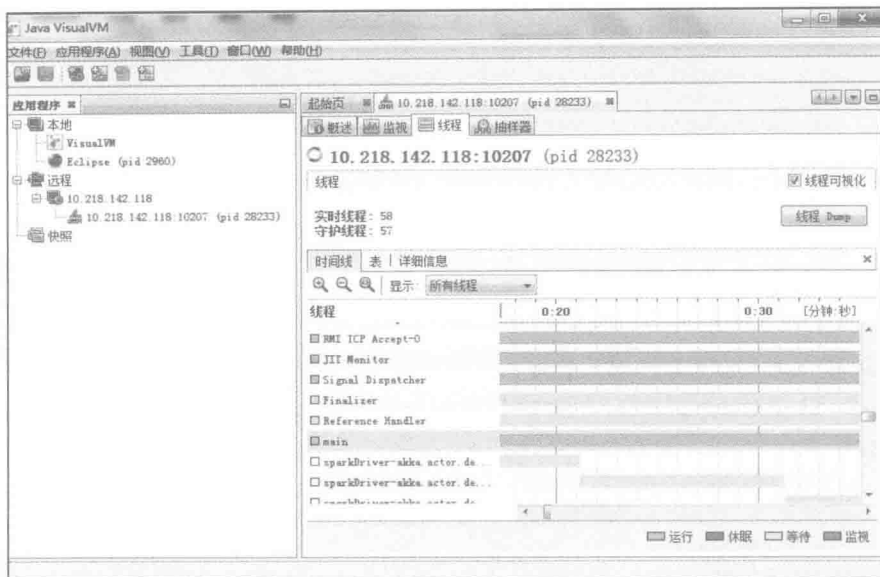 Java VisualVM
文件(F) 应用程序(A) 视图(V) 工具(T) 窗口(W) 帮助(H)
应用程序
本地
VisualVM
Eclipse (pid 2960)
远程
10.218.142.118
10.218.142.118:10207 (pid 28233)
快照
起始页 10.218.142.118:10207 (pid 28233)
概述 监视 线程 抽样器
10.218.142.118:10207 (pid 28233)
线程 线程可视化
实时线程: 58
守护线程: 57
线程 Dump
时间线 表 详细信息
显示: 所有线程
线程 0:20 0:30 [分钟:秒]
RMI TCP Accept-0
JIT Monitor
Signal Dispatcher
Finalizer
Reference Handler
main
sparkDriver-akka.actor.de...
sparkDriver-akka.actor.de...
运行 休眠 等待 监视